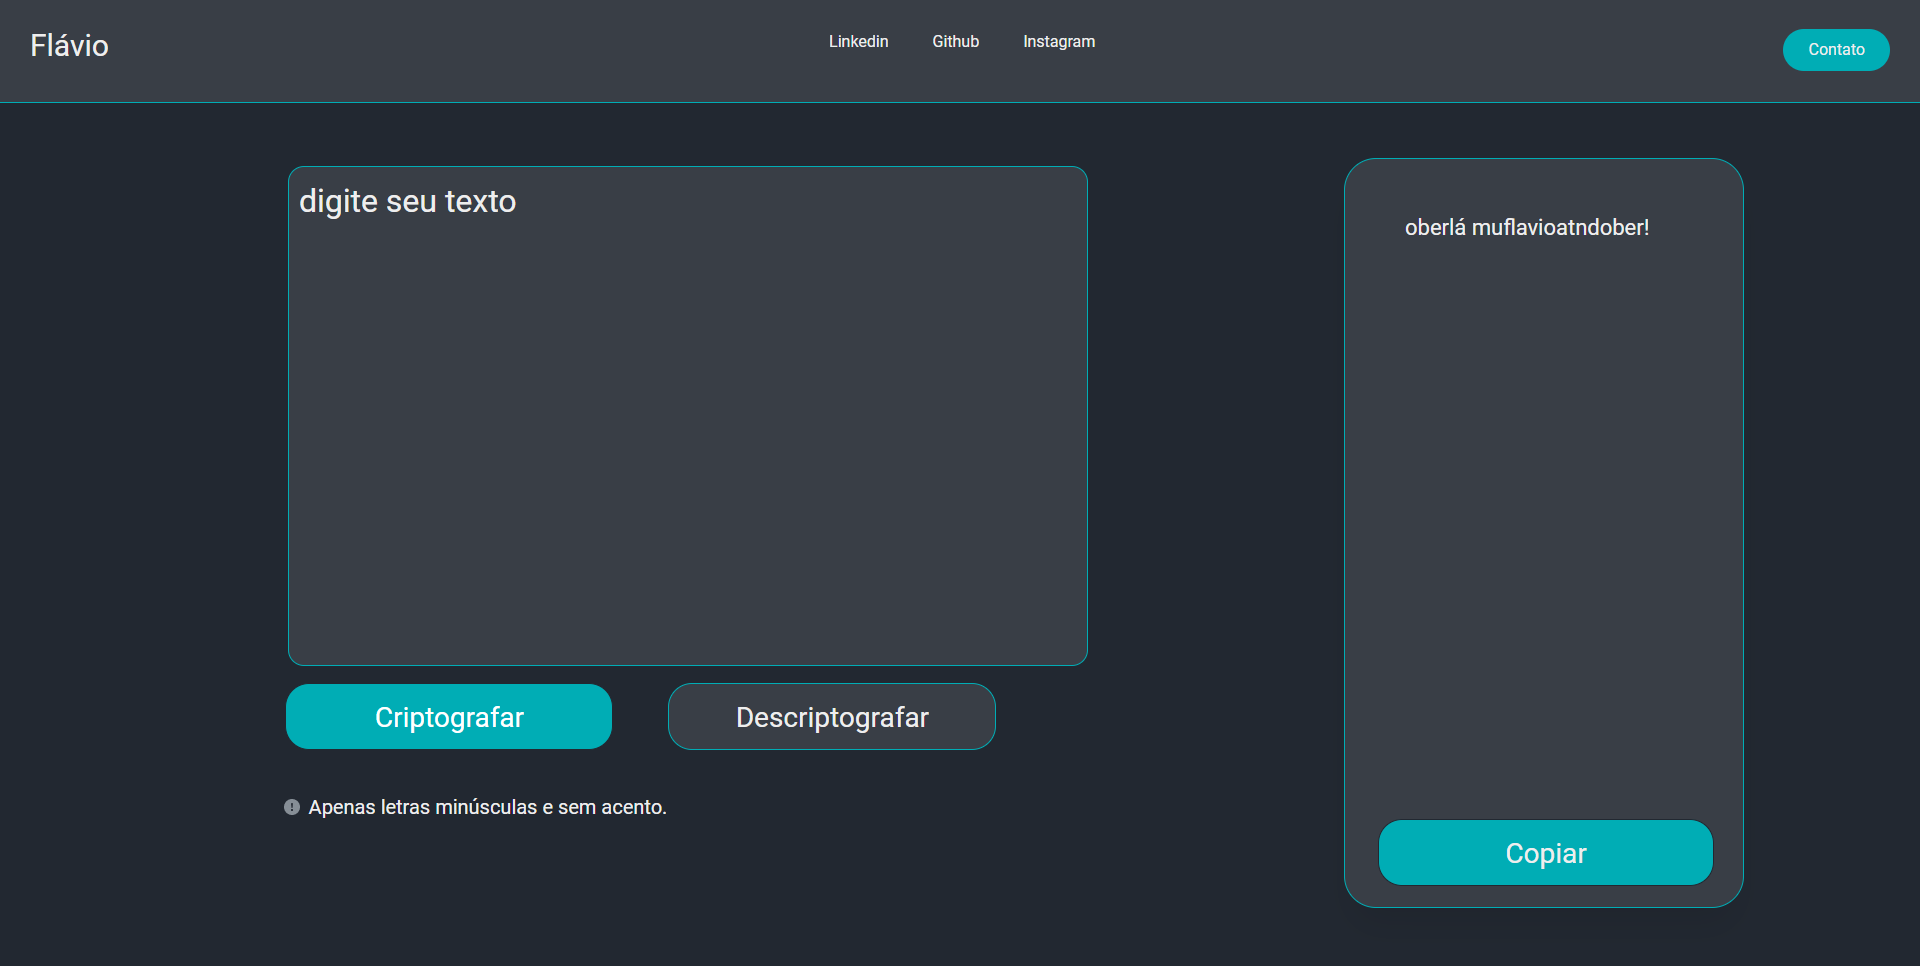 Flávio
Linkedin Github Instagram
Contato
digite seu texto
Criptografar
Descriptografar
Apenas letras minúsculas e sem acento.
oberlá muflavioatndober!
Copiar